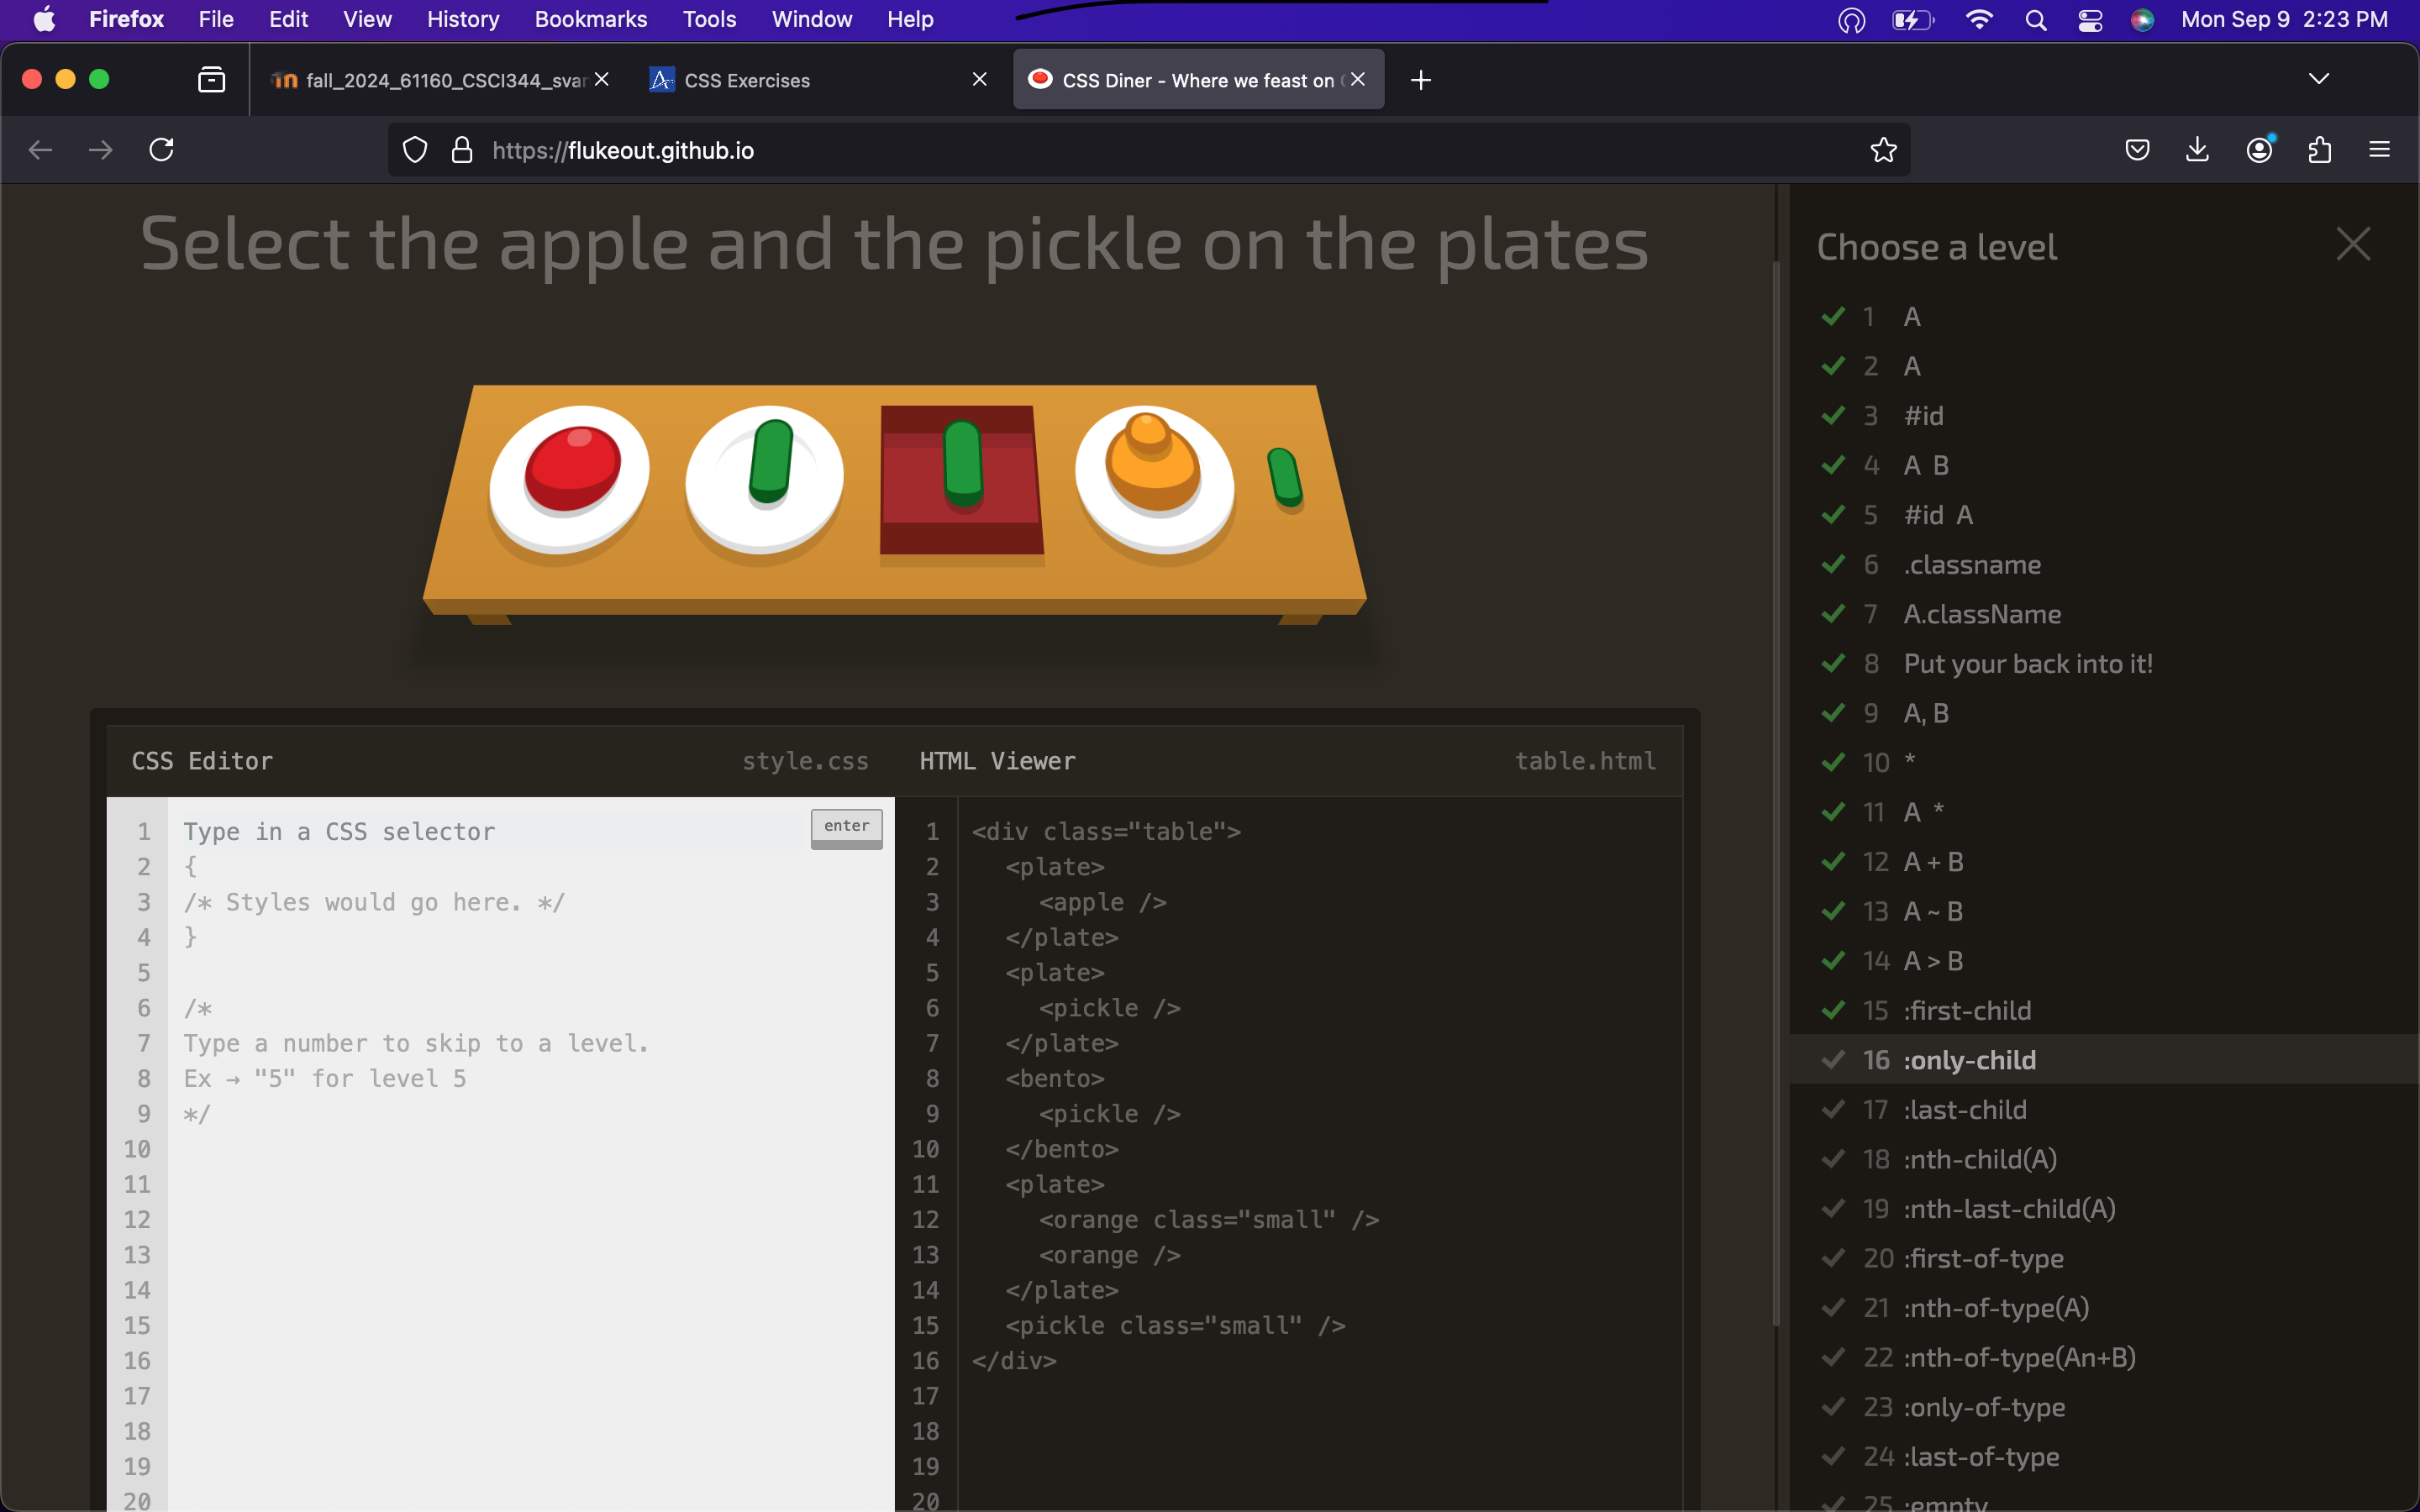 Firefox File Edit View History Bookmarks Tools Window Help Mon Sep 9 2:23 PM
fall_2024_61160_CSCI344_svar CSS Exercises CSS Diner - Where we feast on
https://flukeout.github.io
Select the apple and the pickle on the plates
CSS Editor style.css
1 Type in a CSS selector
enter
2 {
3 /* Styles would go here. */
4 }
5
6 /*
7 Type a number to skip to a level.
8 Ex → "5" for level 5
9 */
10
11
12
13
14
15
16
17
18
19
20
HTML Viewer table.html
1 <div class="table">
2 <plate>
3 <apple />
4 </plate>
5 <plate>
6 <pickle />
7 </plate>
8 <bento>
9 <pickle />
10 </bento>
11 <plate>
12 <orange class="small" />
13 <orange />
14 </plate>
15 <pickle class="small" />
16 </div>
17
18
19
20
Choose a level
1 A
2 A
3 #id
4 A B
5 #id A
6 .classname
7 A.className
8 Put your back into it!
9 A, B
10 *
11 A *
12 A + B
13 A ~ B
14 A > B
15 :first-child
16 :only-child
17 :last-child
18 :nth-child(A)
19 :nth-last-child(A)
20 :first-of-type
21 :nth-of-type(A)
22 :nth-of-type(An+B)
23 :only-of-type
24 :last-of-type
25 :empty